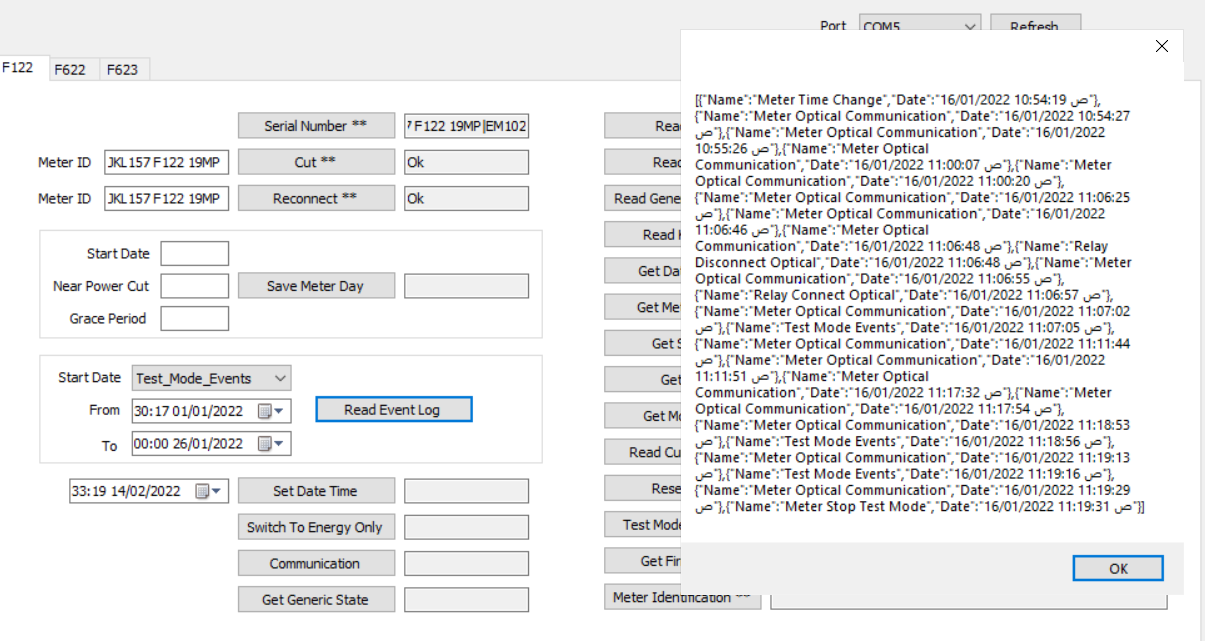 Port COM5 Refresh
F122 F622 F623
Serial Number ** F122 19MP|EM102
Meter ID JKL157 F122 19MP Cut ** Ok
Meter ID JKL157 F122 19MP Reconnect ** Ok
Start Date
Near Power Cut Save Meter Day
Grace Period
Start Date Test_Mode_Events
From 30:17 01/01/2022 Read Event Log
To 00:00 26/01/2022
33:19 14/02/2022 Set Date Time
Switch To Energy Only
Communication
Get Generic State
Read
Read Gene
Read
Get Da
Get Me
Get
Get
Get Mo
Read Cu
Rese
Test Mode
Get Fir
Meter Identification **
[{"Name":"Meter Time Change","Date":"16/01/2022 10:54:19 ص"},
{"Name":"Meter Optical Communication","Date":"16/01/2022 10:54:27
ص"},{"Name":"Meter Optical Communication","Date":"16/01/2022
10:55:26 ص"},{"Name":"Meter Optical
Communication","Date":"16/01/2022 11:00:07 ص"},{"Name":"Meter
Optical Communication","Date":"16/01/2022 11:00:20 ص"},
{"Name":"Meter Optical Communication","Date":"16/01/2022 11:06:25
ص"},{"Name":"Meter Optical Communication","Date":"16/01/2022
11:06:46 ص"},{"Name":"Meter Optical
Communication","Date":"16/01/2022 11:06:48 ص"},{"Name":"Relay
Disconnect Optical","Date":"16/01/2022 11:06:48 ص"},{"Name":"Meter
Optical Communication","Date":"16/01/2022 11:06:55 ص"},
{"Name":"Relay Connect Optical","Date":"16/01/2022 11:06:57 ص"},
{"Name":"Meter Optical Communication","Date":"16/01/2022 11:07:02
ص"},{"Name":"Test Mode Events","Date":"16/01/2022 11:07:05 ص"},
{"Name":"Meter Optical Communication","Date":"16/01/2022 11:11:44
ص"},{"Name":"Meter Optical Communication","Date":"16/01/2022
11:11:51 ص"},{"Name":"Meter Optical
Communication","Date":"16/01/2022 11:17:32 ص"},{"Name":"Meter
Optical Communication","Date":"16/01/2022 11:17:54 ص"},
{"Name":"Meter Optical Communication","Date":"16/01/2022 11:18:53
ص"},{"Name":"Test Mode Events","Date":"16/01/2022 11:18:56 ص"},
{"Name":"Meter Optical Communication","Date":"16/01/2022 11:19:13
ص"},{"Name":"Test Mode Events","Date":"16/01/2022 11:19:16 ص"},
{"Name":"Meter Optical Communication","Date":"16/01/2022 11:19:29
ص"},{"Name":"Meter Stop Test Mode","Date":"16/01/2022 11:19:31 ص"}]
OK